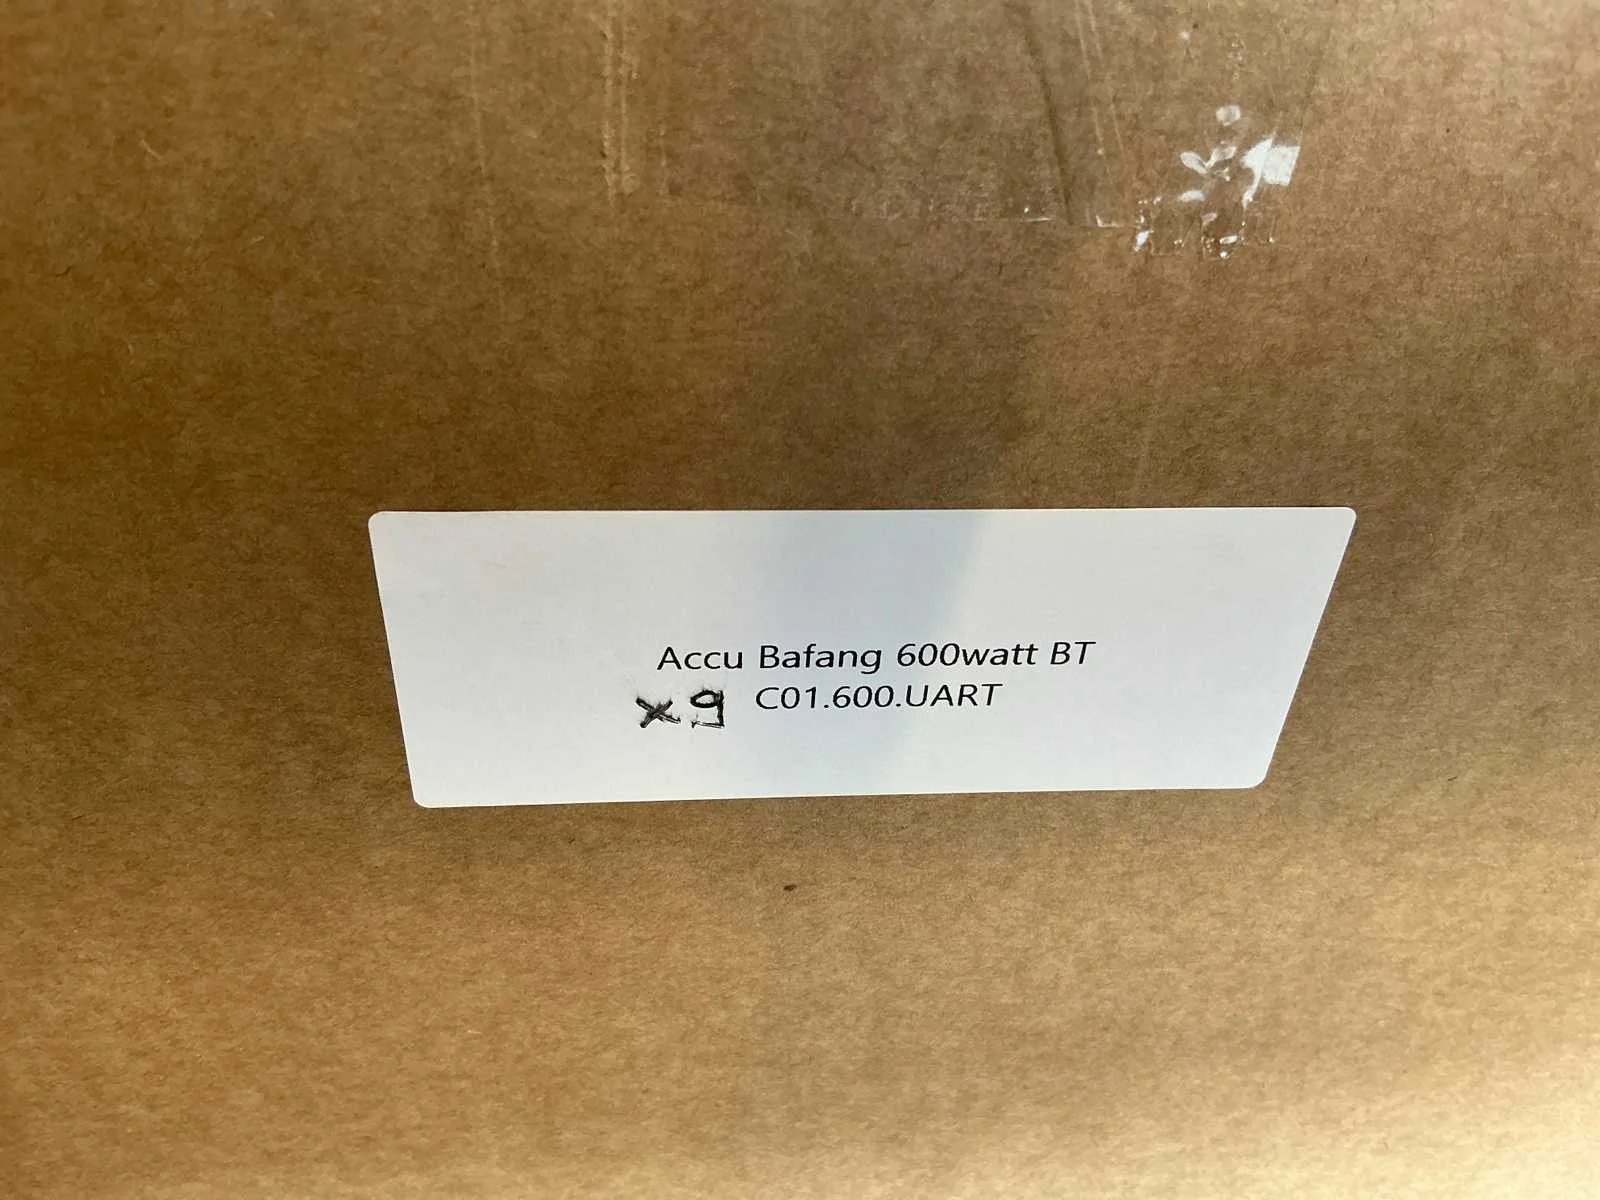 Accu Bafang 600watt BT
x9 C01.600.UART